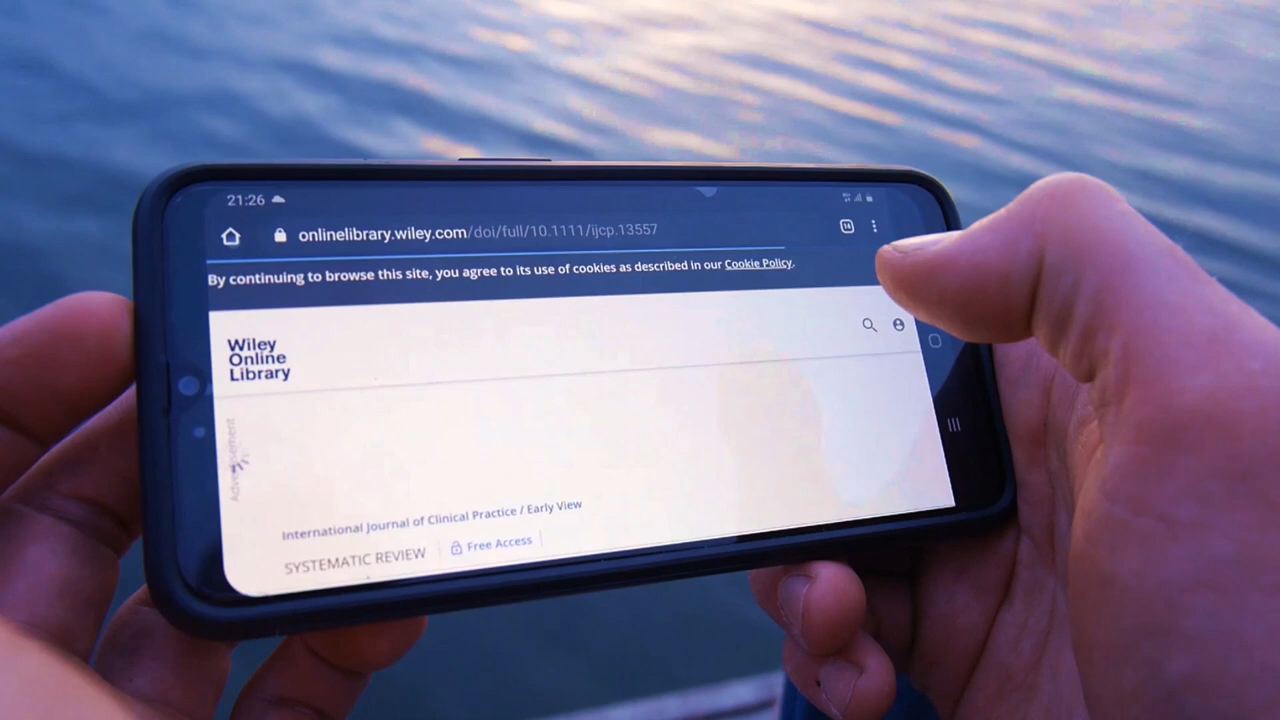 21:26
onlinelibrary.wiley.com/doi/full/10.1111/ijcp.13557
By continuing to browse this site, you agree to its use of cookies as described in our Cookie Policy.
Wiley
Online
Library
Advertisement
International Journal of Clinical Practice / Early View
SYSTEMATIC REVIEW
Free Access